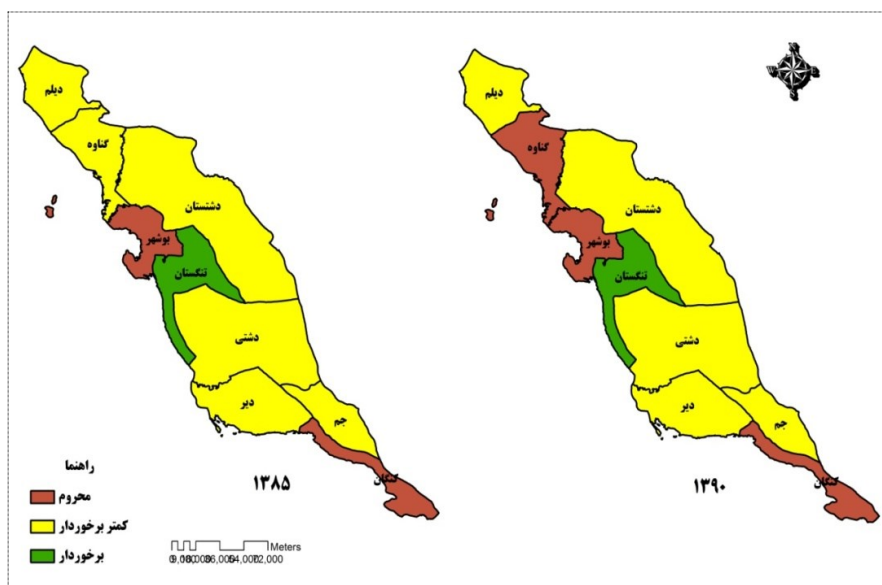 دیلم
گناوه
دشتستان
بوشهر
تنگستان
دشتی
دیر
جم
کنگان
۱۳۸۵
دیلم
گناوه
دشتستان
بوشهر
تنگستان
دشتی
دیر
جم
کنگان
۱۳۹۰
راهنما
محروم
کمتر برخوردار
برخوردار
Meters